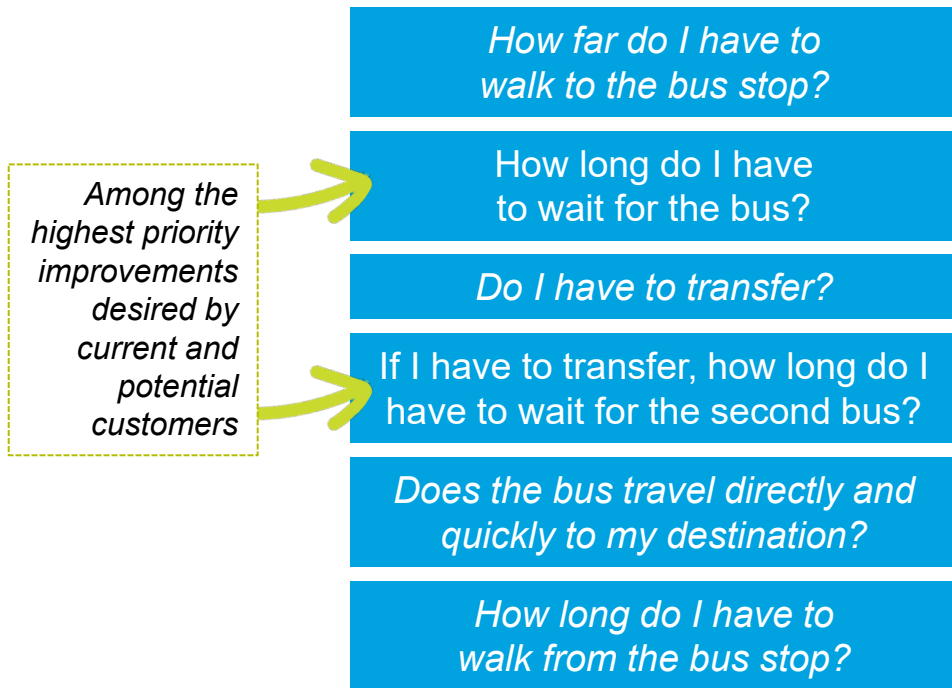 How far do I have to
walk to the bus stop?
How long do I have
to wait for the bus?
Among the
highest priority
improvements
desired by
current and
potential
customers
Do I have to transfer?
If I have to transfer, how long do I
have to wait for the second bus?
Does the bus travel directly and
quickly to my destination?
How long do I have to
walk from the bus stop?